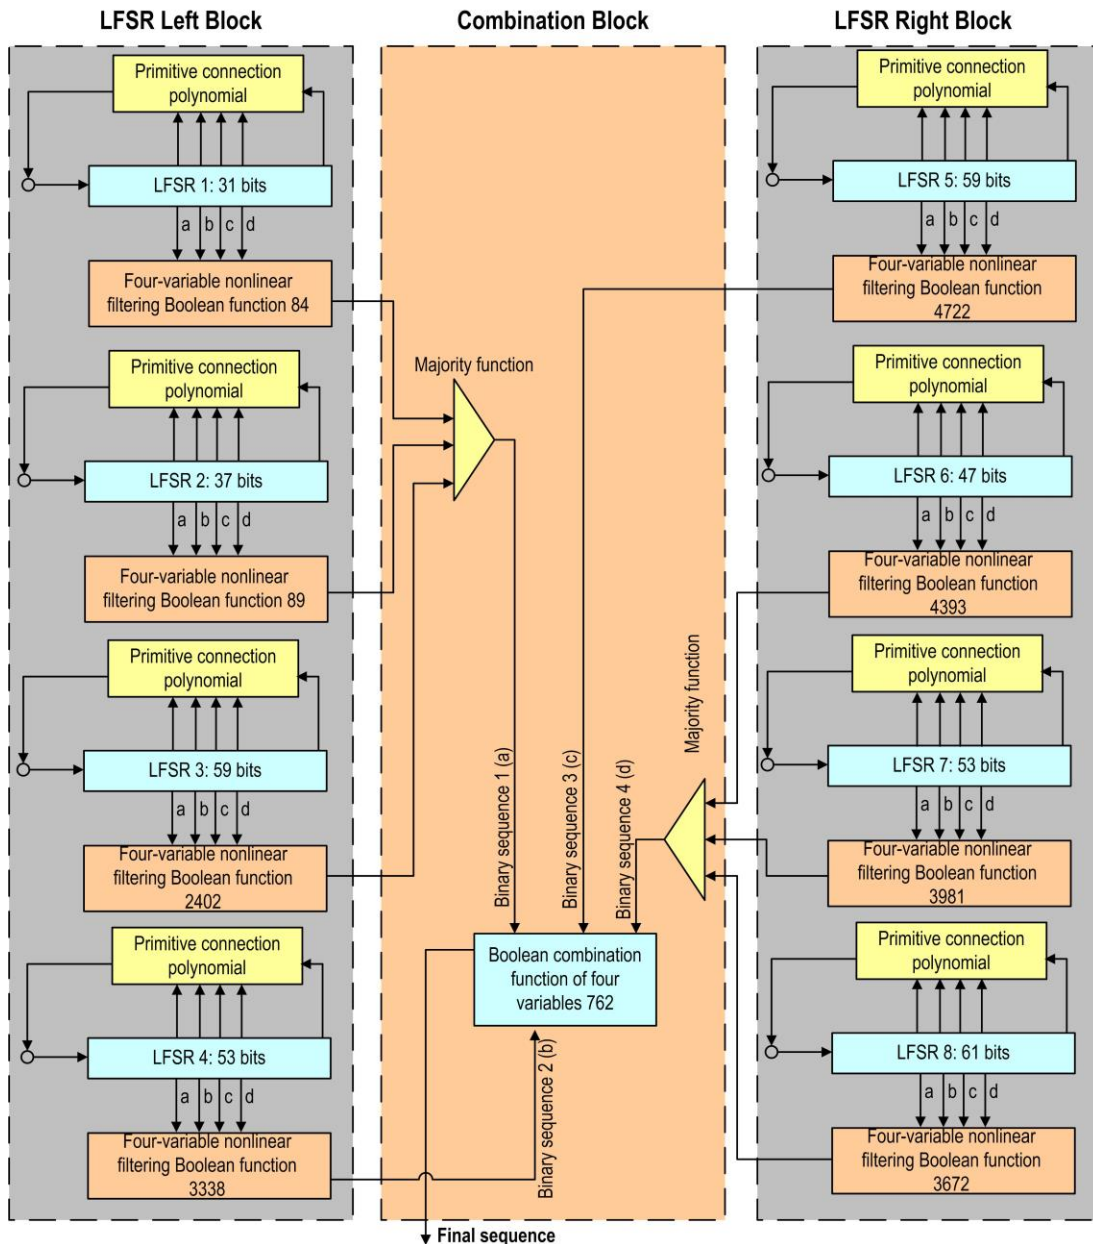 LFSR Left Block
Combination Block
LFSR Right Block
Primitive connection
polynomial
LFSR 1: 31 bits
a b c d
Four-variable nonlinear
filtering Boolean function 84
Primitive connection
polynomial
LFSR 2: 37 bits
a b c d
Four-variable nonlinear
filtering Boolean function 89
Primitive connection
polynomial
LFSR 3: 59 bits
a b c d
Four-variable nonlinear
filtering Boolean function
2402
Primitive connection
polynomial
LFSR 4: 53 bits
a b c d
Four-variable nonlinear
filtering Boolean function
3338
Majority function
Majority function
Binary sequence 1 (a)
Binary sequence 3 (c)
Binary sequence 4 (d)
Boolean combination
function of four
variables 762
Binary sequence 2 (b)
Final sequence
Primitive connection
polynomial
LFSR 5: 59 bits
a b c d
Four-variable nonlinear
filtering Boolean function
4722
Primitive connection
polynomial
LFSR 6: 47 bits
a b c d
Four-variable nonlinear
filtering Boolean function
4393
Primitive connection
polynomial
LFSR 7: 53 bits
a b c d
Four-variable nonlinear
filtering Boolean function
3981
Primitive connection
polynomial
LFSR 8: 61 bits
a b c d
Four-variable nonlinear
filtering Boolean function
3672